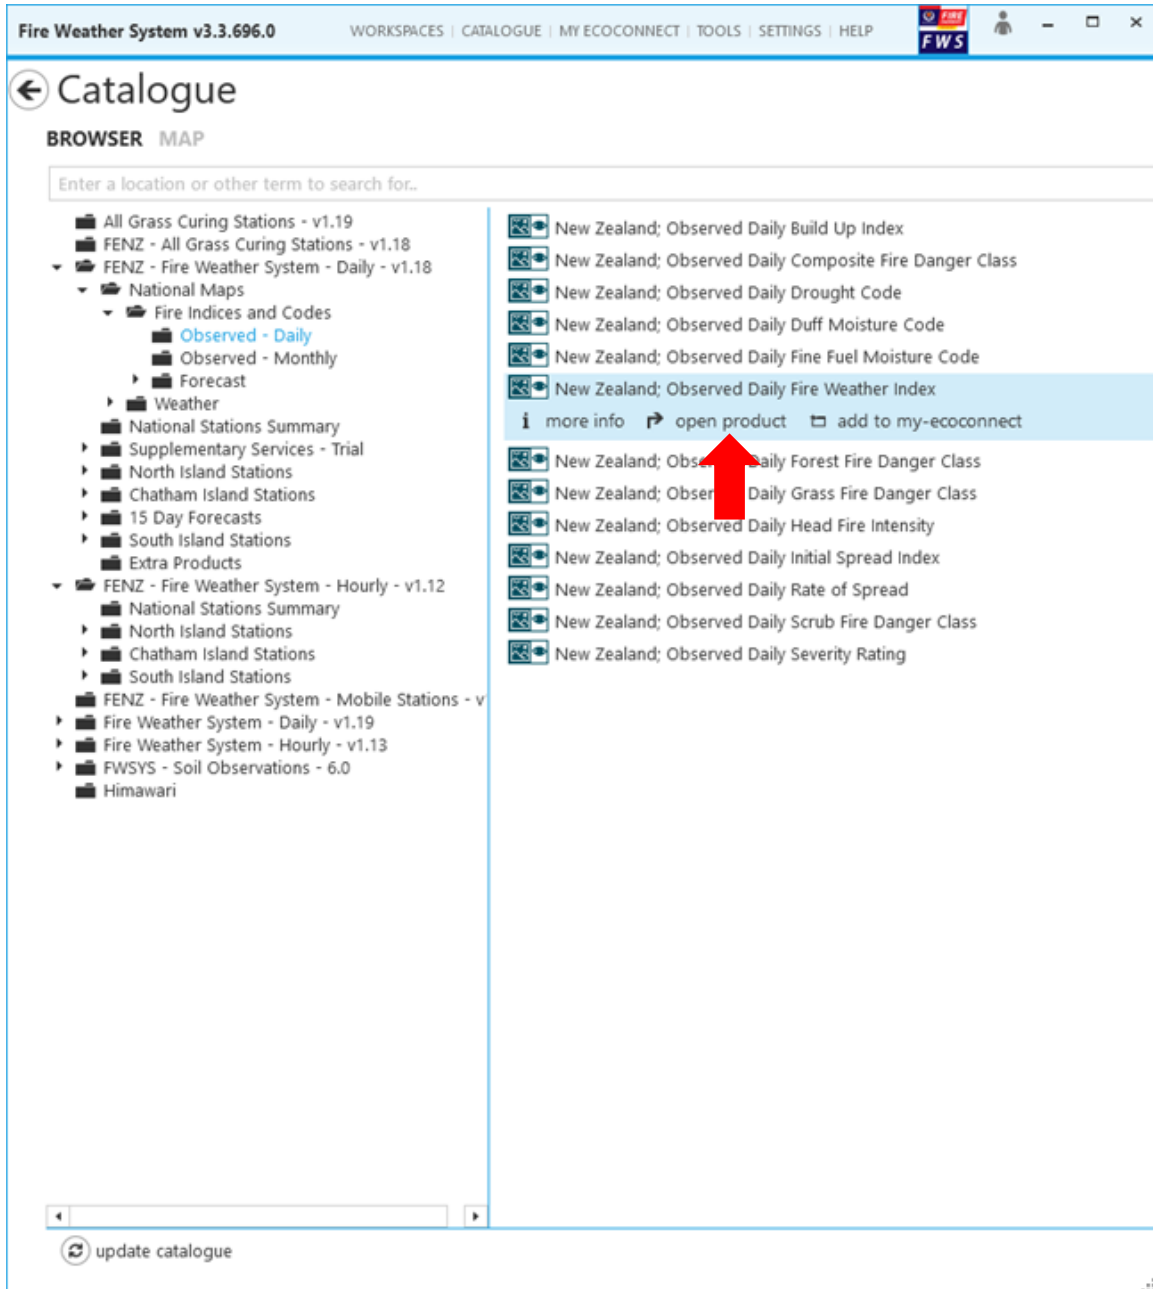 Fire Weather System v3.3.696.0
WORKSPACES | CATALOGUE | MY ECOCONNECT | TOOLS | SETTINGS | HELP
FIRE
FWS
Catalogue
BROWSER MAP
Enter a location or other term to search for..
All Grass Curing Stations - v1.19
FENZ - All Grass Curing Stations - v1.18
FENZ - Fire Weather System - Daily - v1.18
National Maps
Fire Indices and Codes
Observed - Daily
Observed - Monthly
Forecast
Weather
National Stations Summary
Supplementary Services - Trial
North Island Stations
Chatham Island Stations
15 Day Forecasts
South Island Stations
Extra Products
FENZ - Fire Weather System - Hourly - v1.12
National Stations Summary
North Island Stations
Chatham Island Stations
South Island Stations
FENZ - Fire Weather System - Mobile Stations - v
Fire Weather System - Daily - v1.19
Fire Weather System - Hourly - v1.13
FWSYS - Soil Observations - 6.0
Himawari
New Zealand; Observed Daily Build Up Index
New Zealand; Observed Daily Composite Fire Danger Class
New Zealand; Observed Daily Drought Code
New Zealand; Observed Daily Duff Moisture Code
New Zealand; Observed Daily Fine Fuel Moisture Code
New Zealand; Observed Daily Fire Weather Index
more info open product add to my-ecoconnect
New Zealand; Observed Daily Forest Fire Danger Class
New Zealand; Observed Daily Grass Fire Danger Class
New Zealand; Observed Daily Head Fire Intensity
New Zealand; Observed Daily Initial Spread Index
New Zealand; Observed Daily Rate of Spread
New Zealand; Observed Daily Scrub Fire Danger Class
New Zealand; Observed Daily Severity Rating
update catalogue